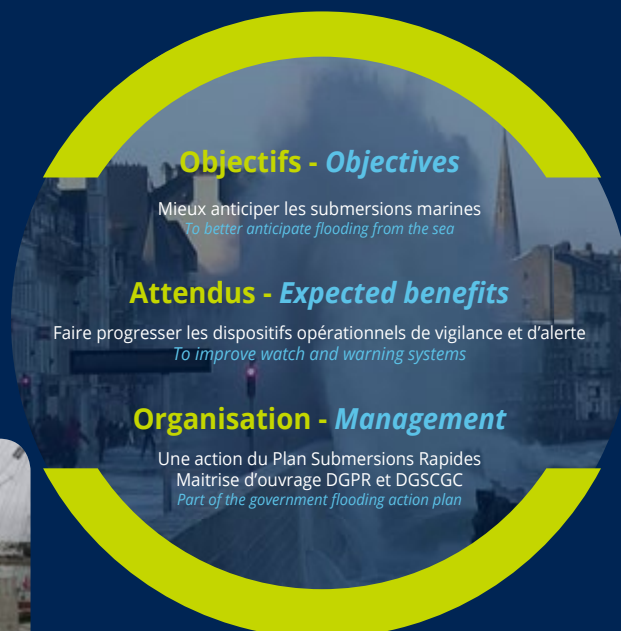 Objectifs - Objectives
Mieux anticiper les submersions marines
To better anticipate flooding from the sea
Attendus - Expected benefits
Faire progresser les dispositifs opérationnels de vigilance et d'alerte
To improve watch and warning systems
Organisation - Management
Une action du Plan Submersions Rapides
Maitrise d'ouvrage DGPR et DGSCGC
Part of the government flooding action plan